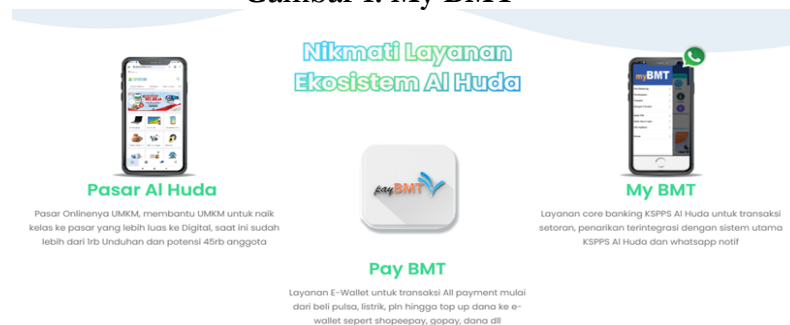 Gambar 1. My BMT
Nikmati Layanan
Ekosistem Al Huda
Pasar Al Huda
Pasar Onlinenya UMKM, membantu UMKM untuk naik
kelas ke pasar yang lebih luas ke Digital, saat ini sudah
lebih dari 1rb Unduhan dan potensi 45rb anggota
payBMT
Pay BMT
Layanan E-Wallet untuk transaksi All payment mulai
dari beli pulsa, listrik, pln hingga top up dana ke e-
wallet sepert shopeepay, gopay, dana dll
myBMT
My BMT
Layanan core banking KSPPS Al Huda untuk transaksi
setoran, penarikan terintegrasi dengan sistem utama
KSPPS Al Huda dan whatsapp notif